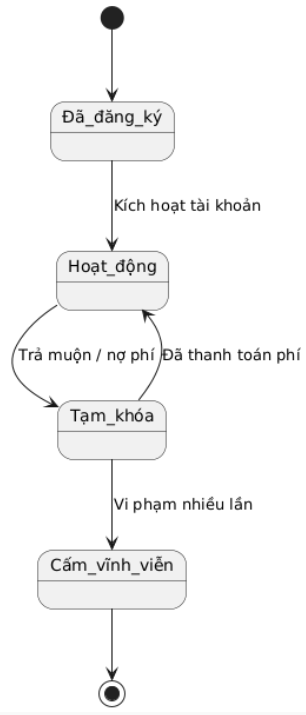 Đã_đăng_ký
Kích hoạt tài khoản
Hoạt_động
Trả muộn / nợ phí
Đã thanh toán phí
Tạm_khóa
Vi phạm nhiều lần
Cấm_vĩnh_viễn